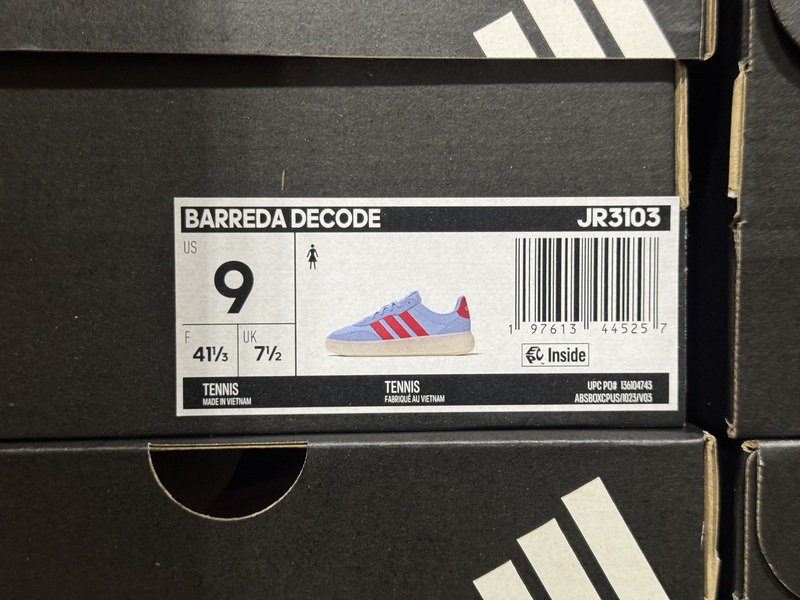 BARREDA DECODE JR3103
US
9
F
41⅓
UK
7½
1 97613 44525 7
EPC Inside
TENNIS
MADE IN VIETNAM
TENNIS
FABRIQUÉ AU VIETNAM
UPC PO# 136104743
ABSBOXCPUS/1023/V03